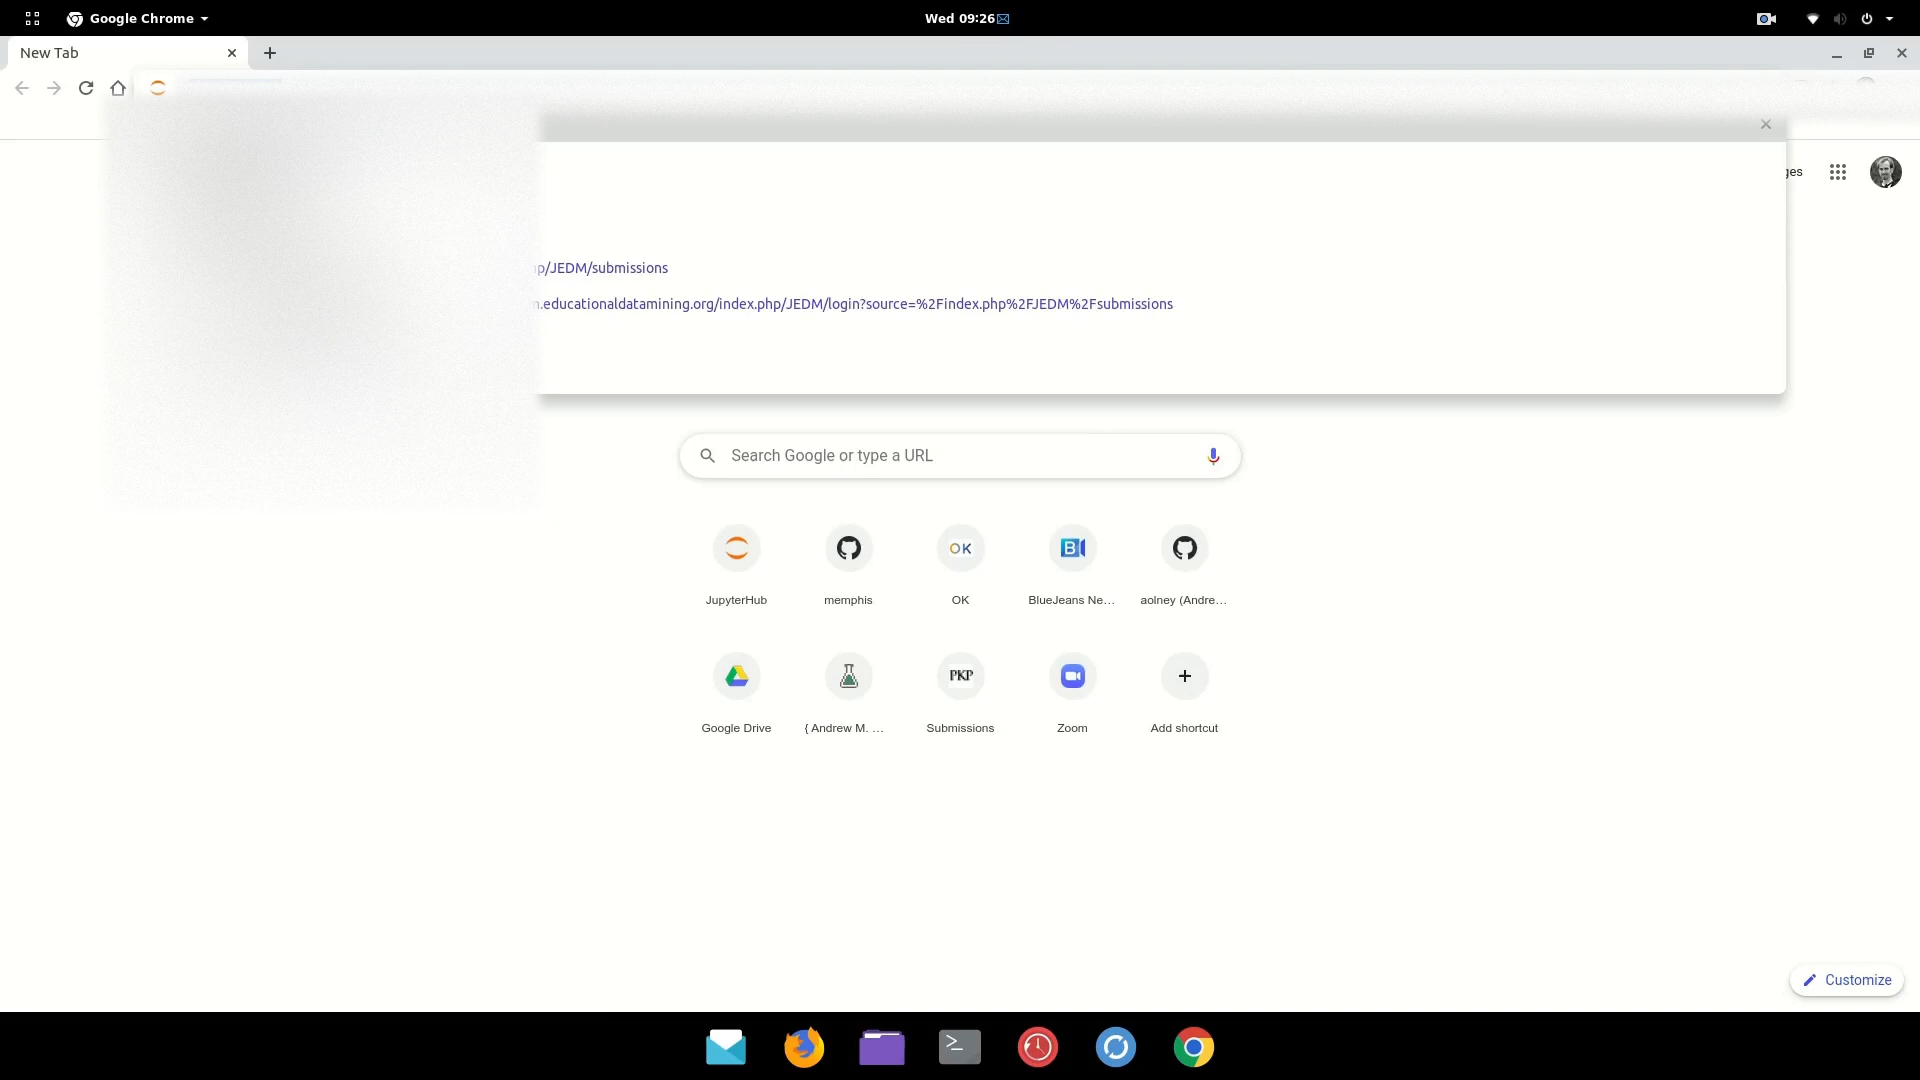 Google Chrome
Wed 09:26
New Tab
p/JEDM/submissions
.educationaldatamining.org/index.php/JEDM/login?source=%2Findex.php%2FJEDM%2Fsubmissions
ges
Search Google or type a URL
OK
B
JupyterHub
memphis
OK
BlueJeans Ne...
aolney (Andre...
PKP
Google Drive
{ Andrew M. ...
Submissions
Zoom
Add shortcut
Customize